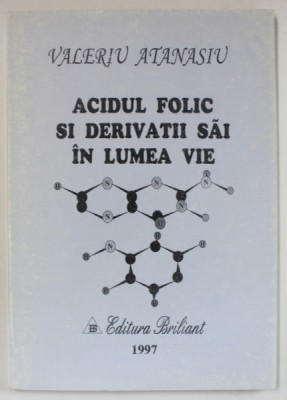 VALERIU ATANASIU
ACIDUL FOLIC
SI DERIVATII SĂI
ÎN LUMEA VIE
Editura Briliant
1997